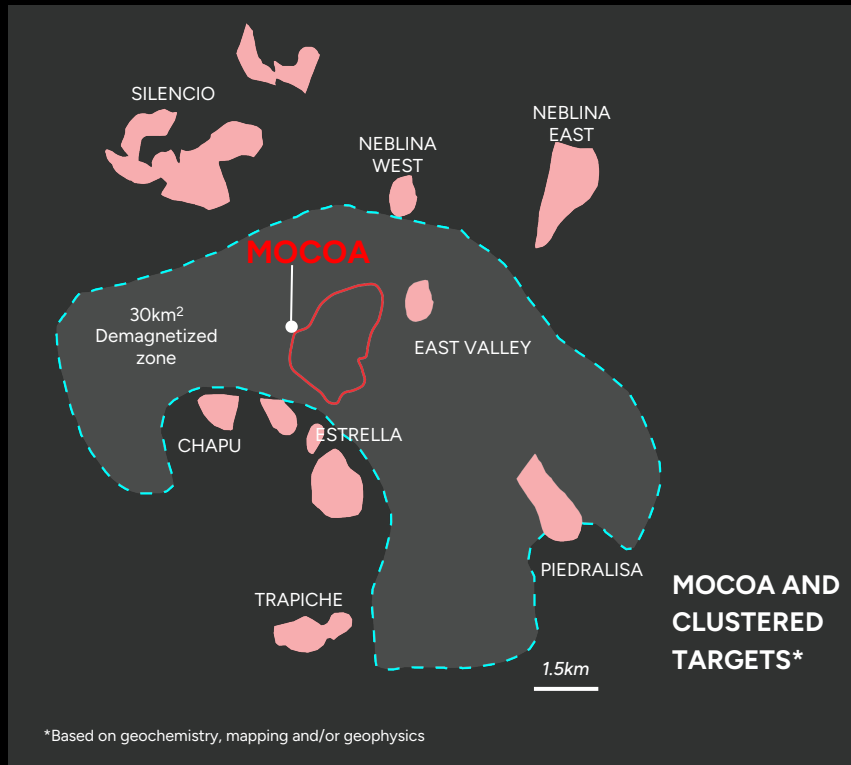 SILENCIO
NEBLINA
EAST
NEBLINA
WEST
MOCOA
30km²
Demagnetized
zone
EAST VALLEY
CHAPU
ESTRELLA
PIEDRALISA
TRAPICHE
MOCOA AND
CLUSTERED
TARGETS*
1.5km
*Based on geochemistry, mapping and/or geophysics